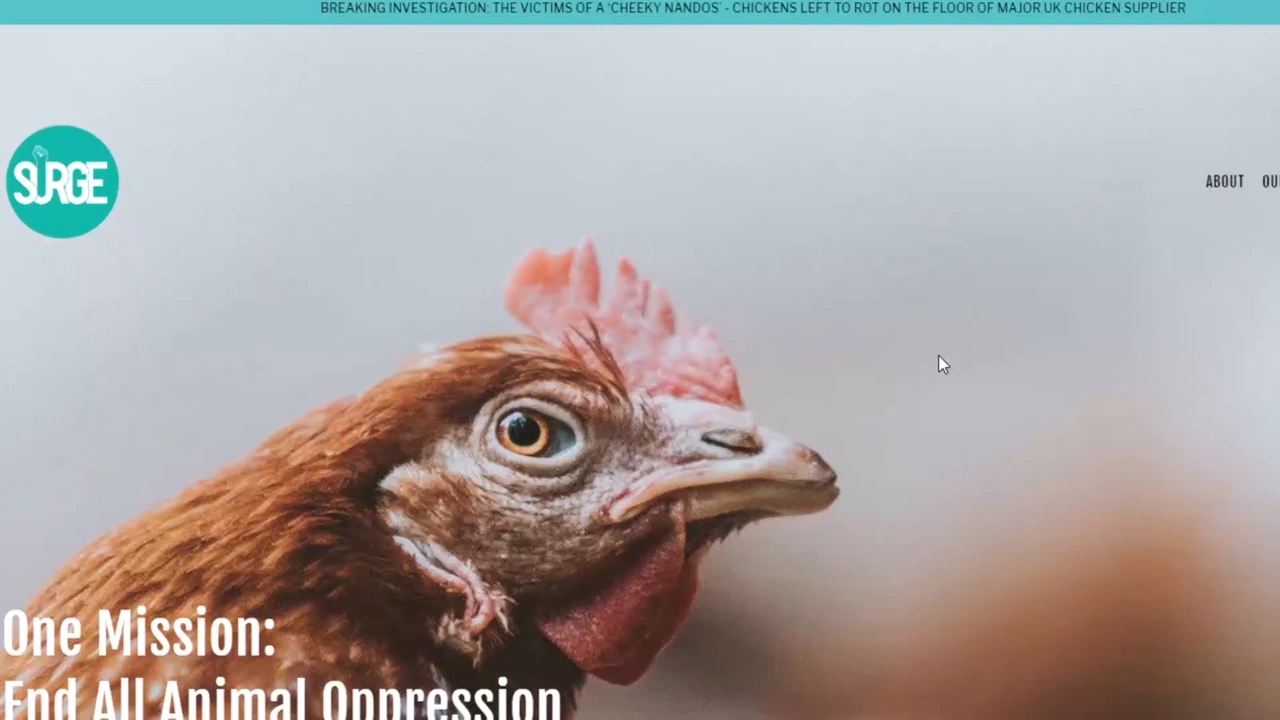 BREAKING INVESTIGATION: THE VICTIMS OF A ‘CHEEKY NANDOS’ - CHICKENS LEFT TO ROT ON THE FLOOR OF MAJOR UK CHICKEN SUPPLIER
SURGE
ABOUT
One Mission:
End All Animal Oppression